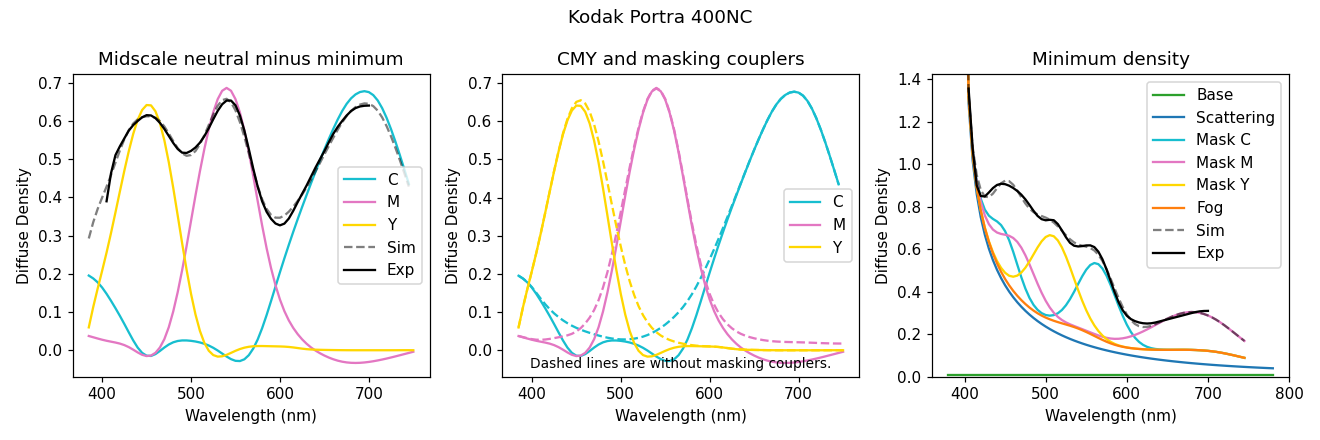 Kodak Portra 400NC
Midscale neutral minus minimum
Diffuse Density
0.7
0.6
0.5
0.4
0.3
0.2
0.1
0.0
C
M
Y
Sim
Exp
400
500
600
700
Wavelength (nm)
CMY and masking couplers
Diffuse Density
0.7
0.6
0.5
0.4
0.3
0.2
0.1
0.0
C
M
Y
Dashed lines are without masking couplers.
400
500
600
700
Wavelength (nm)
Minimum density
Diffuse Density
1.4
1.2
1.0
0.8
0.6
0.4
0.2
0.0
Base
Scattering
Mask C
Mask M
Mask Y
Fog
Sim
Exp
400
500
600
700
800
Wavelength (nm)